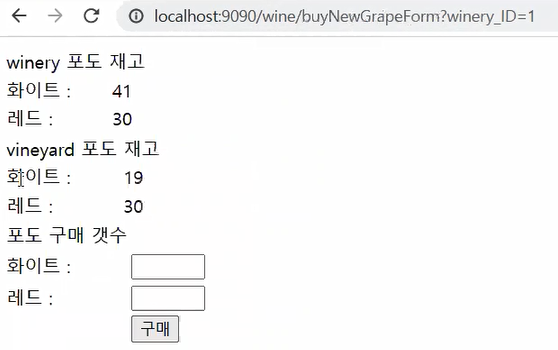 localhost:9090/wine/buyNewGrapeForm?winery_ID=1
winery 포도 재고
화이트 : 41
레드 : 30
vineyard 포도 재고
화이트 : 19
레드 : 30
포도 구매 갯수
화이트 :
레드 :
구매